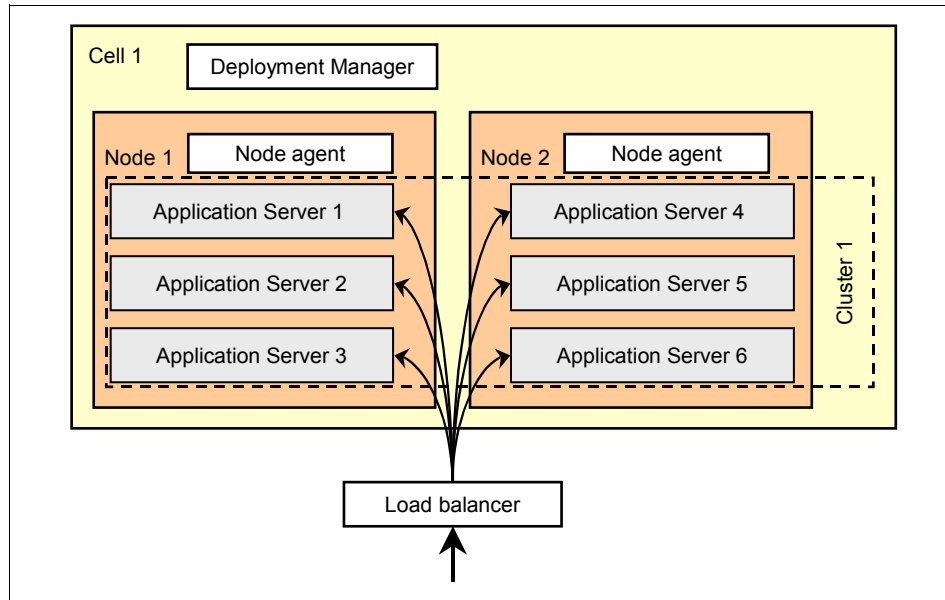 Cell 1
Deployment Manager
Node 1
Node agent
Node 2
Node agent
Application Server 1
Application Server 4
Application Server 2
Application Server 5
Application Server 3
Application Server 6
Cluster 1
Load balancer